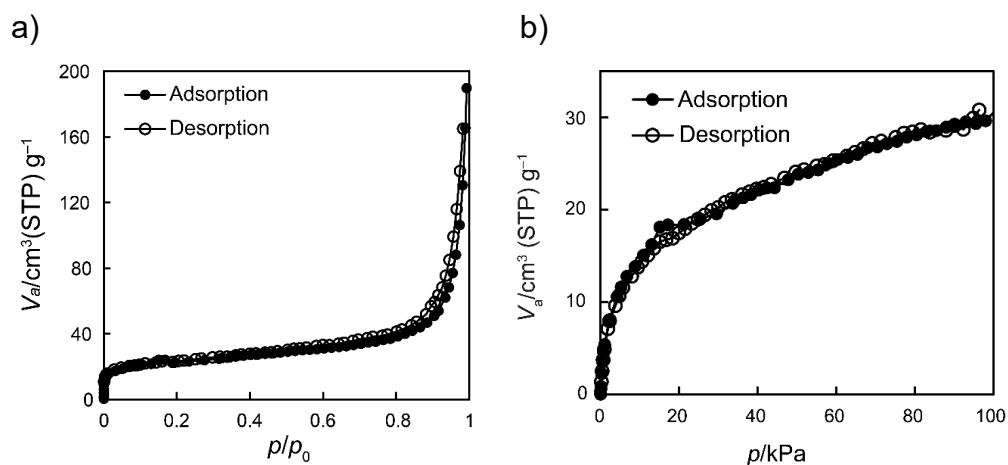 a)
200
160
120
80
40
0
Va/cm³(STP) g⁻¹
Adsorption
Desorption
0
0.2
0.4
0.6
0.8
1
p/p₀
b)
30
20
10
0
Vₐ/cm³ (STP) g⁻¹
Adsorption
Desorption
0
20
40
60
80
100
p/kPa